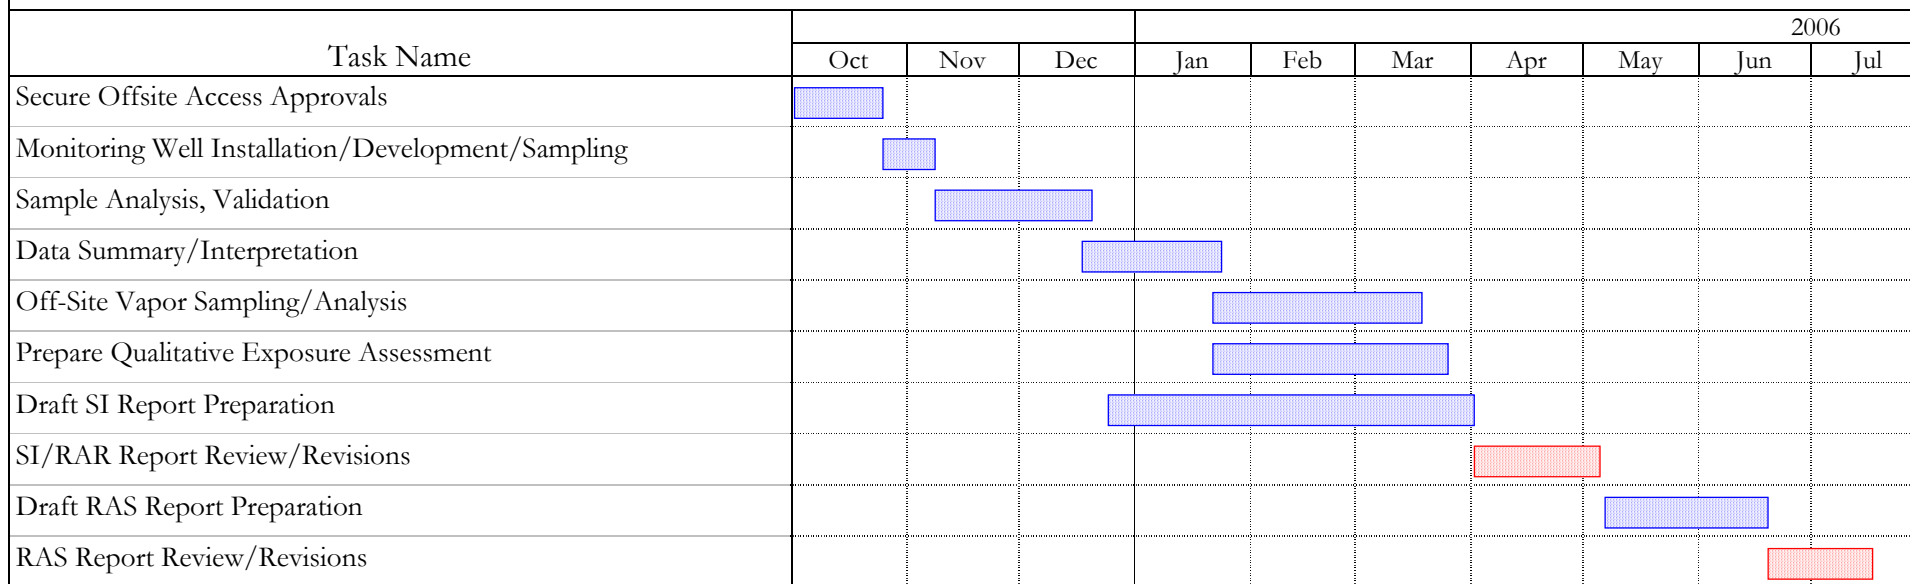 2006
Task Name
Oct Nov Dec Jan Feb Mar Apr May Jun Jul
Secure Offsite Access Approvals
Monitoring Well Installation/Development/Sampling
Sample Analysis, Validation
Data Summary/Interpretation
Off-Site Vapor Sampling/Analysis
Prepare Qualitative Exposure Assessment
Draft SI Report Preparation
SI/RAR Report Review/Revisions
Draft RAS Report Preparation
RAS Report Review/Revisions